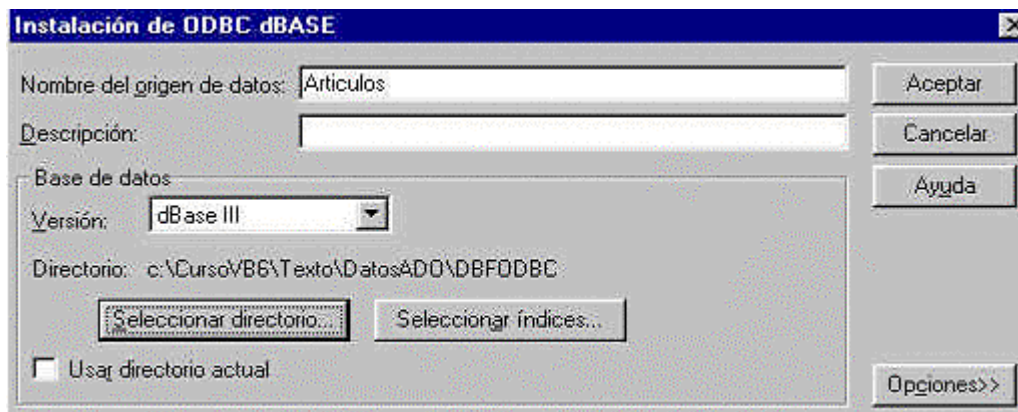 Instalación de ODBC dBASE
Nombre del origen de datos: Articulos
Aceptar
Descripción:
Cancelar
Base de datos
Ayuda
Versión: dBase III
Directorio: c:\CursoVB6\Texto\DatosADO\DBFODBC
Seleccionar directorio... Seleccionar índices...
Usar directorio actual
Opciones>>